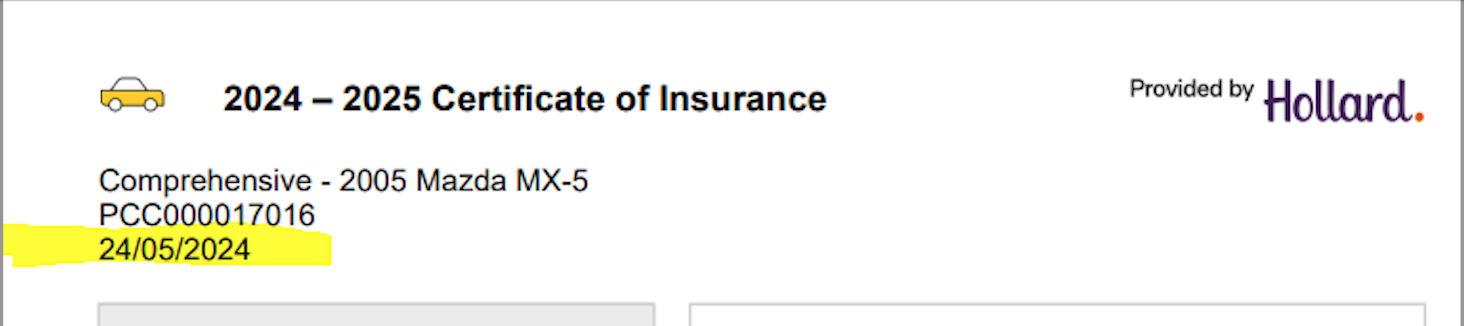 2024 – 2025 Certificate of Insurance
Provided by Hollard.
Comprehensive - 2005 Mazda MX-5
PCC000017016
24/05/2024